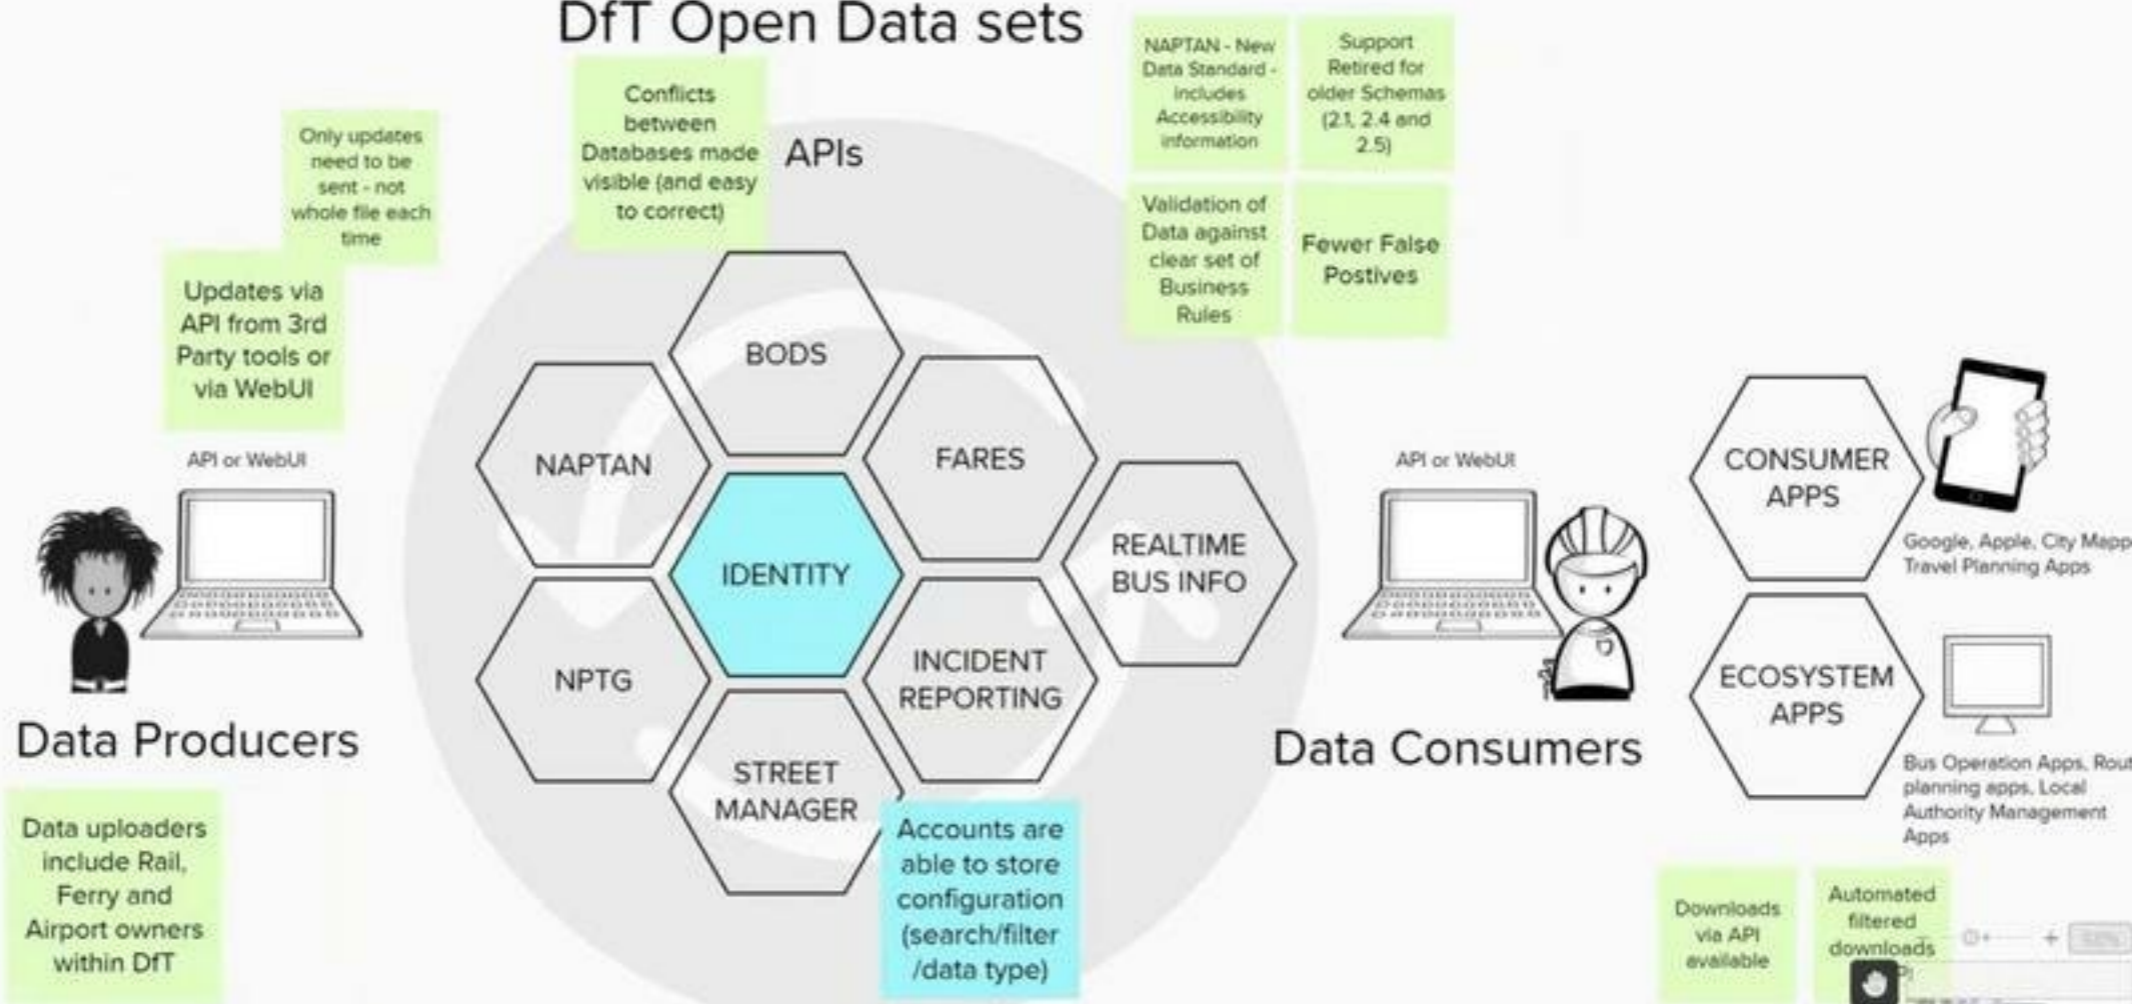 DfT Open Data sets
NAPTAN - New
Data Standard -
includes
Accessibility
information
Support
Retired for
older Schemas
(2.1, 2.4 and
2.5)
Conflicts
between
Databases made
visible (and easy
to correct)
APIs
Only updates
need to be
sent - not
whole file each
time
Validation of
Data against
clear set of
Business
Rules
Fewer False
Postives
Updates via
API from 3rd
Party tools or
via WebUI
API or WebUI
BODS
NAPTAN
FARES
IDENTITY
REALTIME
BUS INFO
NPTG
INCIDENT
REPORTING
STREET
MANAGER
API or WebUI
CONSUMER
APPS
Google, Apple, City Mapp
Travel Planning Apps
ECOSYSTEM
APPS
Bus Operation Apps, Rout
planning apps, Local
Authority Management
Apps
Data Producers
Data Consumers
Data uploaders
include Rail,
Ferry and
Airport owners
within DfT
Accounts are
able to store
configuration
(search/filter
/data type)
Downloads
via API
available
Automated
filtered
downloads